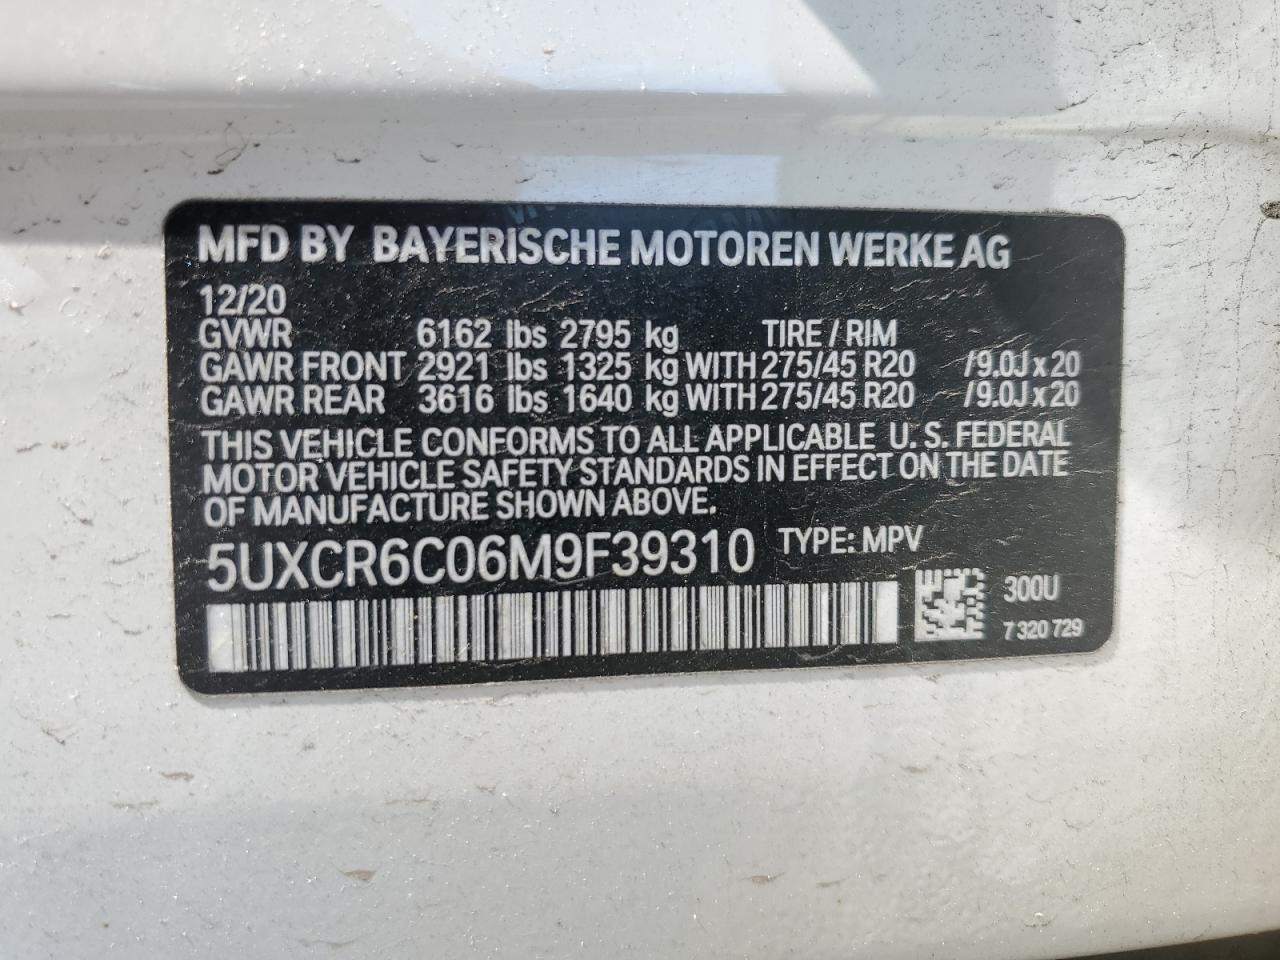 MFD BY BAYERISCHE MOTOREN WERKE AG
12/20
GVWR 6162 lbs 2795 kg TIRE / RIM
GAWR FRONT 2921 lbs 1325 kg WITH 275/45 R20 /9.0J x 20
GAWR REAR 3616 lbs 1640 kg WITH 275/45 R20 /9.0J x 20
THIS VEHICLE CONFORMS TO ALL APPLICABLE U. S. FEDERAL
MOTOR VEHICLE SAFETY STANDARDS IN EFFECT ON THE DATE
OF MANUFACTURE SHOWN ABOVE.
5UXCR6C06M9F39310 TYPE: MPV
300U
7 320 729